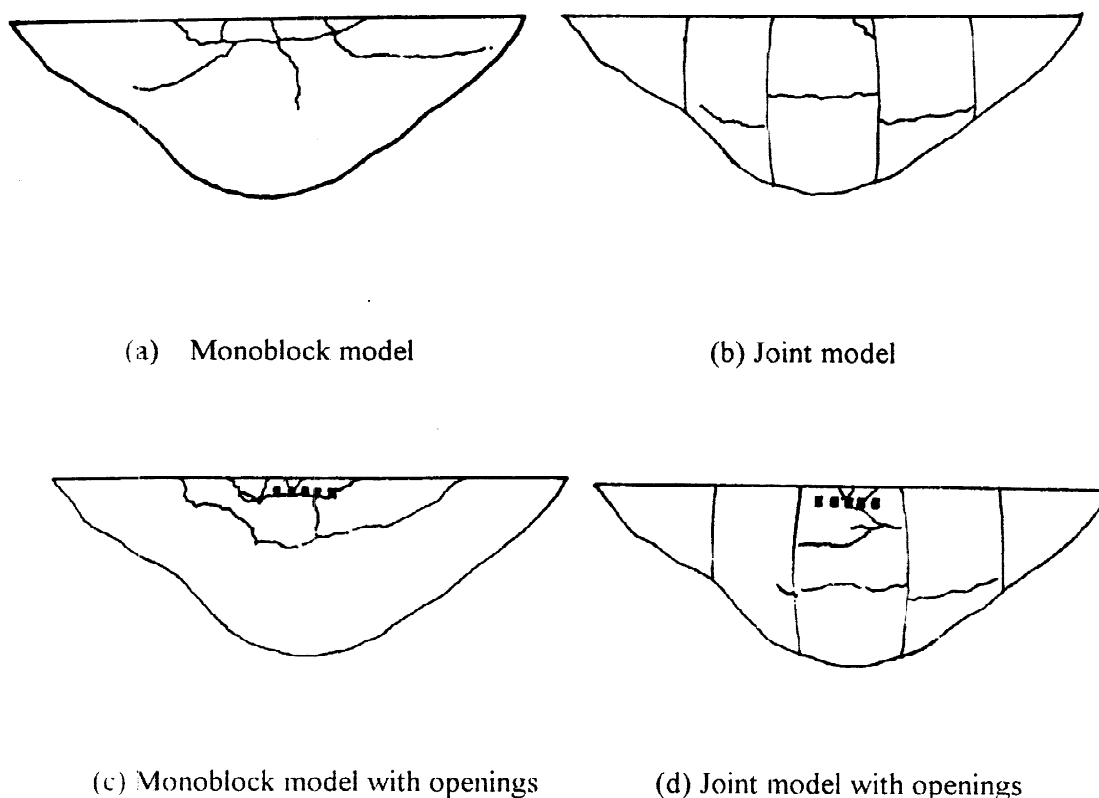 (a) Monoblock model
(b) Joint model
(c) Monoblock model with openings
(d) Joint model with openings